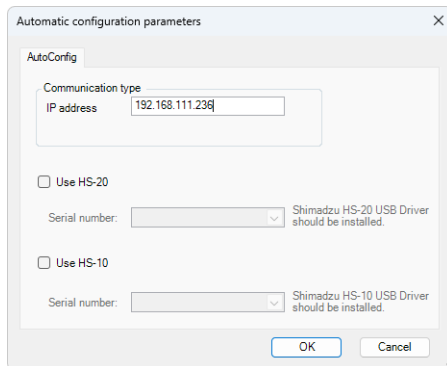 Automatic configuration parameters
AutoConfig
Communication type
IP address 192.168.111.236
Use HS-20
Serial number: Shimadzu HS-20 USB Driver
should be installed.
Use HS-10
Serial number: Shimadzu HS-10 USB Driver
should be installed.
OK Cancel